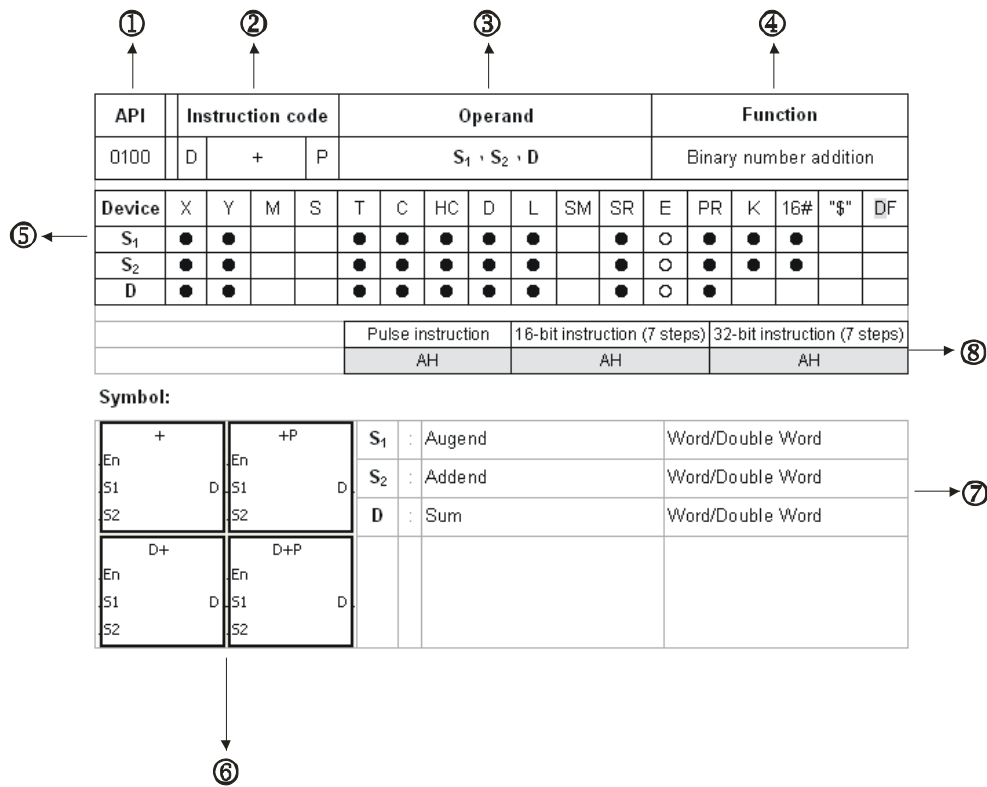 ① ② ③ ④
API Instruction code Operand Function
0100 D + P S₁ , S₂ , D Binary number addition
Device X Y M S T C HC D L SM SR E PR K 16# "$" DF
⑤ S₁ ● ● ● ● ● ● ● ● ○ ● ● ●
S₂ ● ● ● ● ● ● ● ● ○ ● ● ●
D ● ● ● ● ● ● ● ● ○ ●
Pulse instruction 16-bit instruction (7 steps) 32-bit instruction (7 steps)
AH AH AH ⑧
Symbol:
+ +P S₁ : Augend Word/Double Word
En En
S1 D S1 D S₂ : Addend Word/Double Word ⑦
S2 S2 D : Sum Word/Double Word
D+ D+P
En En
S1 D S1 D
S2 S2
⑥